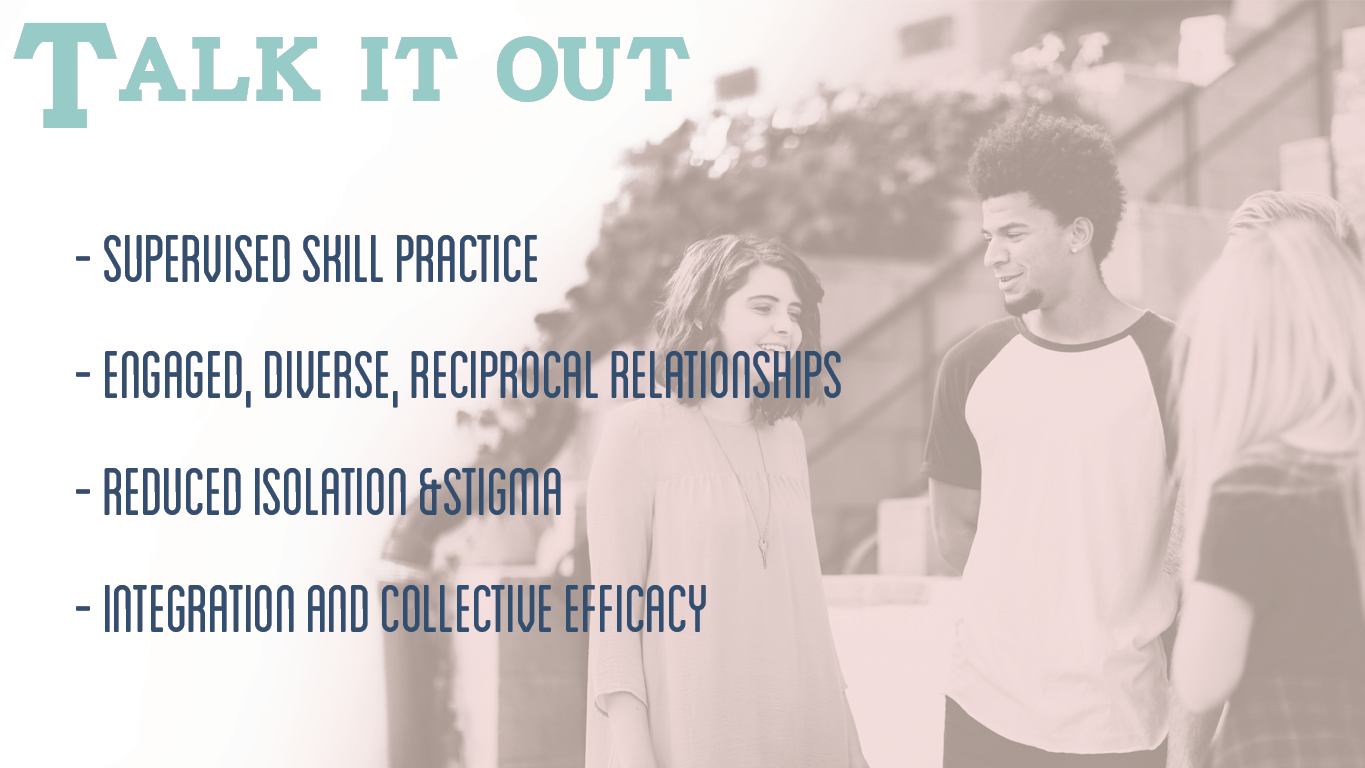 TALK IT OUT
- SUPERVISED SKILL PRACTICE
- ENGAGED, DIVERSE, RECIPROCAL RELATIONSHIPS
- REDUCED ISOLATION &STIGMA
- INTEGRATION AND COLLECTIVE EFFICACY